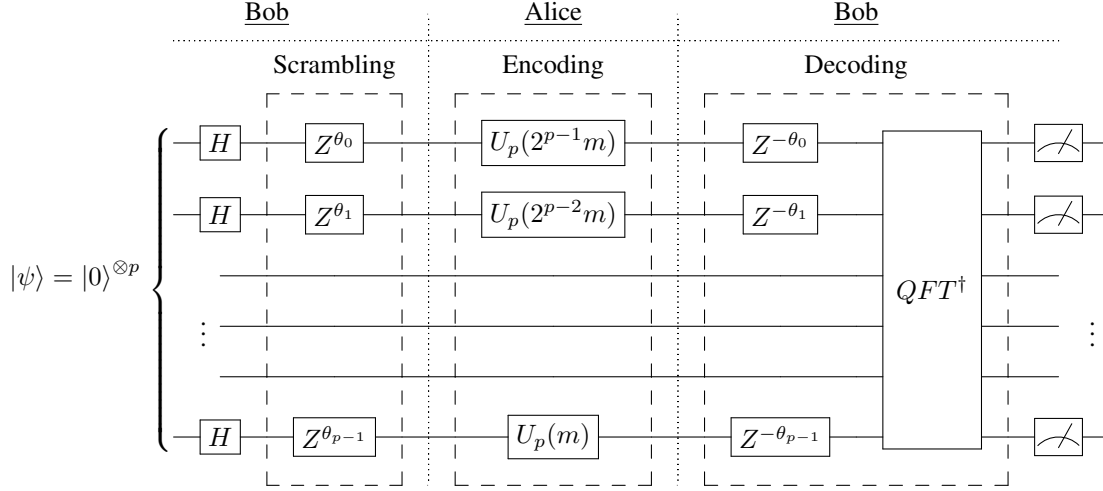 Bob Alice Bob
Scrambling Encoding Decoding
H Z^{θ_0} U_p(2^{p−1}m) Z^{−θ_0}
H Z^{θ_1} U_p(2^{p−2}m) Z^{−θ_1}
|ψ⟩ = |0⟩^{⊗p} QFT^†
⋮ ⋮
H Z^{θ_{p−1}} U_p(m) Z^{−θ_{p−1}}